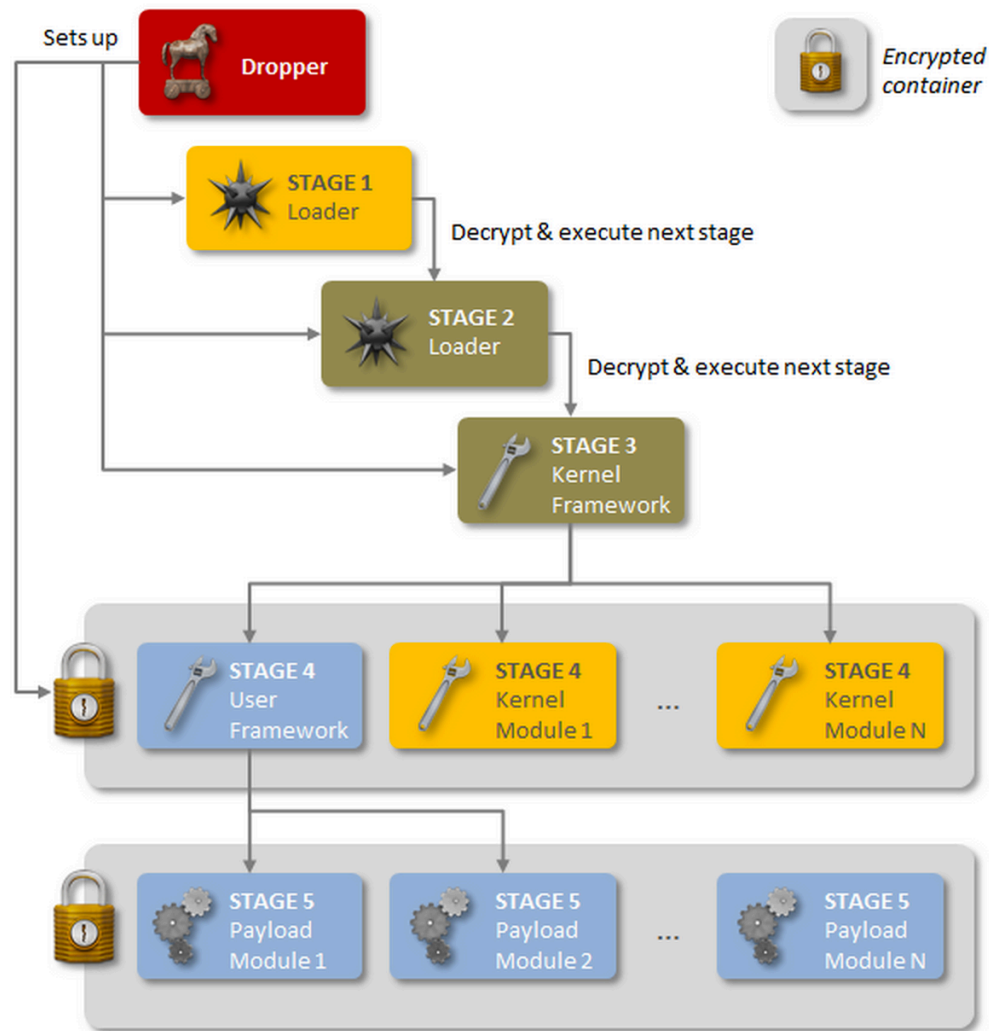 Sets up
Dropper
Encrypted
container
STAGE 1
Loader
Decrypt & execute next stage
STAGE 2
Loader
Decrypt & execute next stage
STAGE 3
Kernel
Framework
STAGE 4
User
Framework
STAGE 4
Kernel
Module 1
...
STAGE 4
Kernel
Module N
STAGE 5
Payload
Module 1
STAGE 5
Payload
Module 2
...
STAGE 5
Payload
Module N